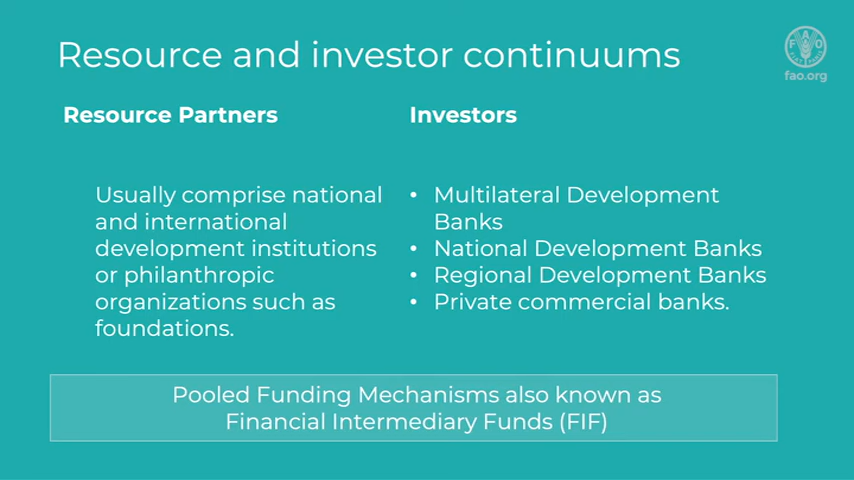 Resource and investor continuums
FAO
fao.org
Resource Partners
Usually comprise national
and international
development institutions
or philanthropic
organizations such as
foundations.
Investors
• Multilateral Development
Banks
• National Development Banks
• Regional Development Banks
• Private commercial banks.
Pooled Funding Mechanisms also known as
Financial Intermediary Funds (FIF)